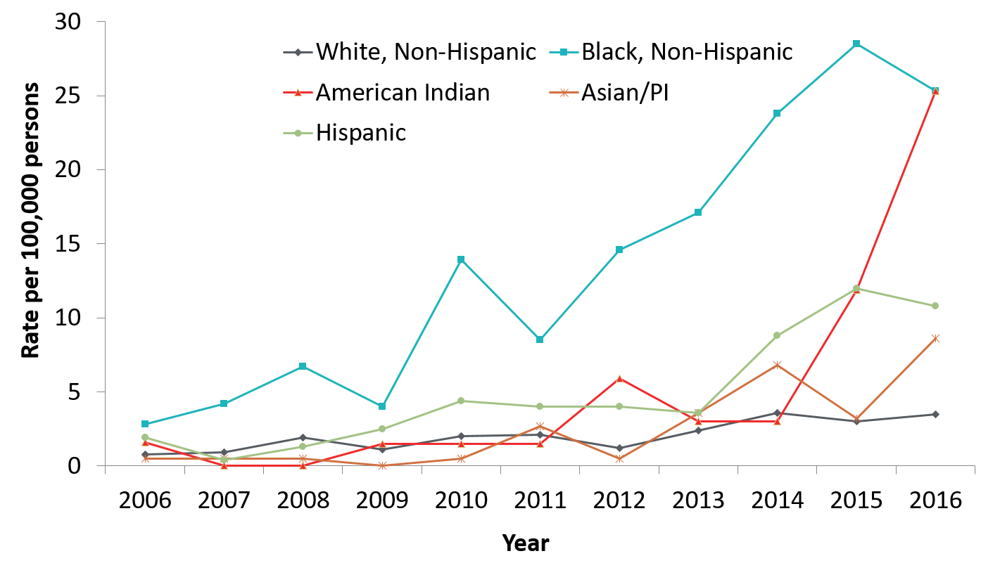 30
White, Non-Hispanic Black, Non-Hispanic
25
American Indian Asian/PI
Hispanic
20
15
10
5
0
Rate per 100,000 persons
2006 2007 2008 2009 2010 2011 2012 2013 2014 2015 2016
Year